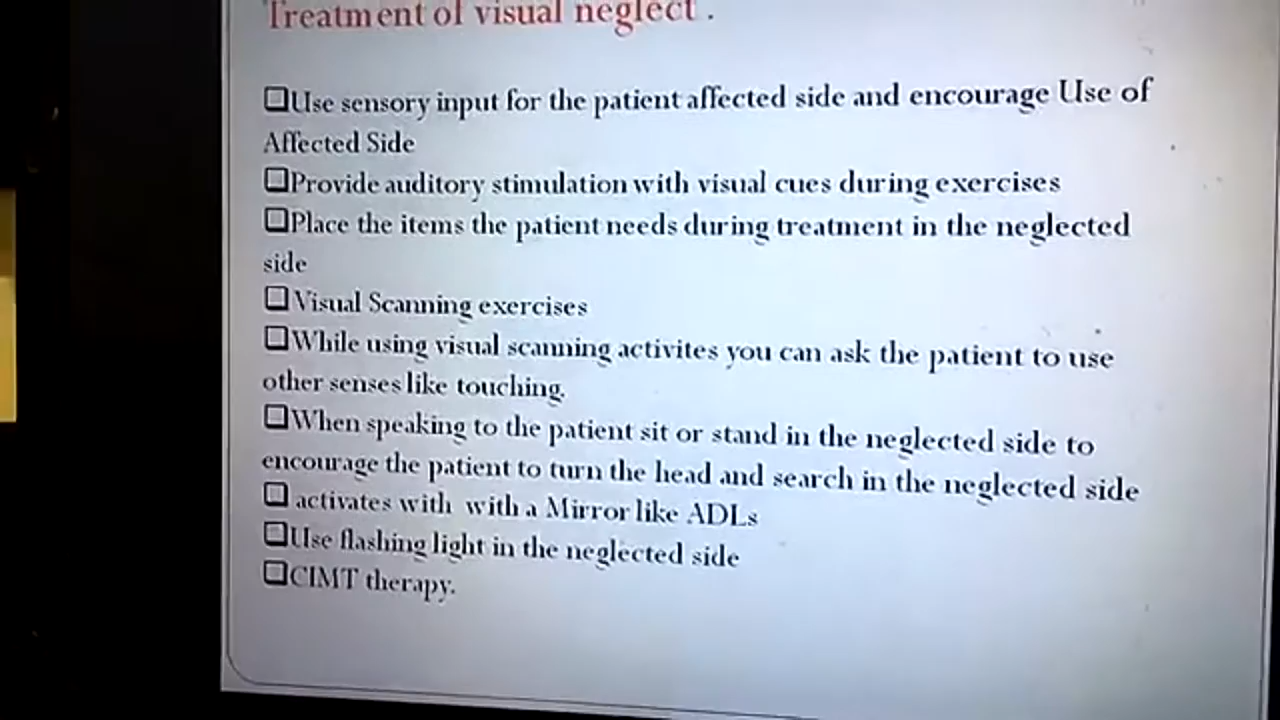 Treatment of visual neglect .
❑Use sensory input for the patient affected side and encourage Use of
Affected Side
❑Provide auditory stimulation with visual cues during exercises
❑Place the items the patient needs during treatment in the neglected
side
❑ Visual Scanning exercises
❑While using visual scanning activites you can ask the patient to use
other senses like touching.
❑When speaking to the patient sit or stand in the neglected side to
encourage the patient to turn the head and search in the neglected side
❑ activates with with a Mirror like ADLs
❑Use flashing light in the neglected side
❑CIMT therapy.